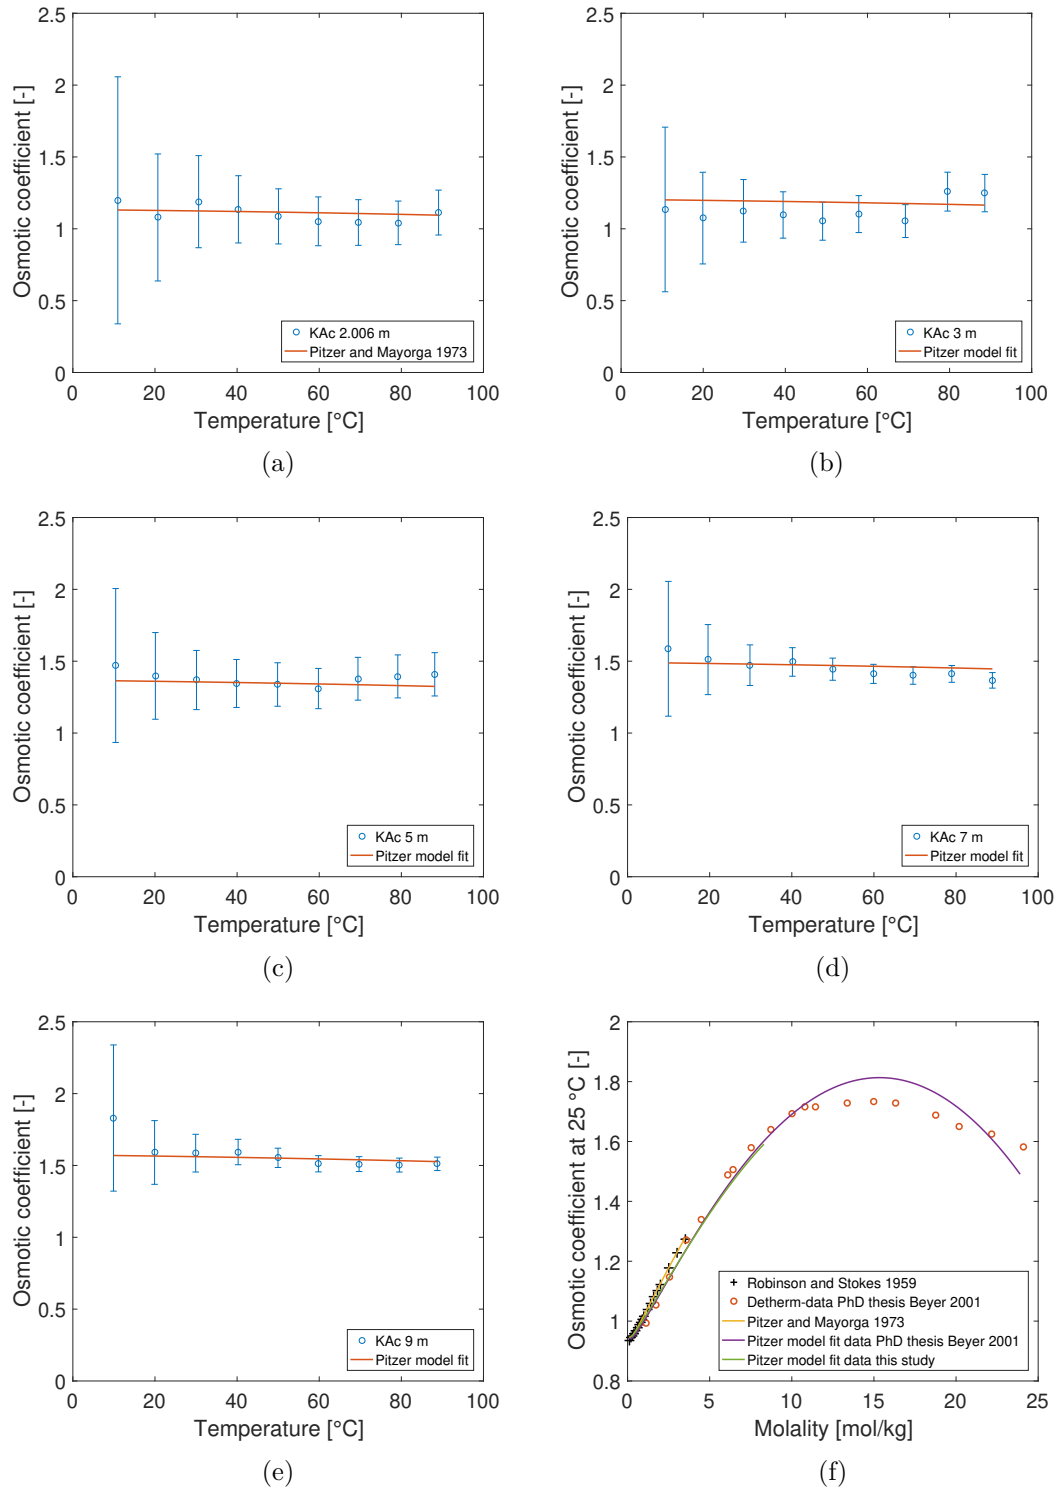 2.5
2
1.5
1
0.5
0
0 20 40 60 80 100
Osmotic coefficient [-]
Temperature [°C]
KAc 2.006 m
Pitzer and Mayorga 1973
(a)
2.5
2
1.5
1
0.5
0
0 20 40 60 80 100
Osmotic coefficient [-]
Temperature [°C]
KAc 3 m
Pitzer model fit
(b)
2.5
2
1.5
1
0.5
0
0 20 40 60 80 100
Osmotic coefficient [-]
Temperature [°C]
KAc 5 m
Pitzer model fit
(c)
2.5
2
1.5
1
0.5
0
0 20 40 60 80 100
Osmotic coefficient [-]
Temperature [°C]
KAc 7 m
Pitzer model fit
(d)
2.5
2
1.5
1
0.5
0
0 20 40 60 80 100
Osmotic coefficient [-]
Temperature [°C]
KAc 9 m
Pitzer model fit
(e)
2
1.8
1.6
1.4
1.2
1
0.8
0 5 10 15 20 25
Osmotic coefficient at 25 °C [-]
Molality [mol/kg]
Robinson and Stokes 1959
Detherm-data PhD thesis Beyer 2001
Pitzer and Mayorga 1973
Pitzer model fit data PhD thesis Beyer 2001
Pitzer model fit data this study
(f)